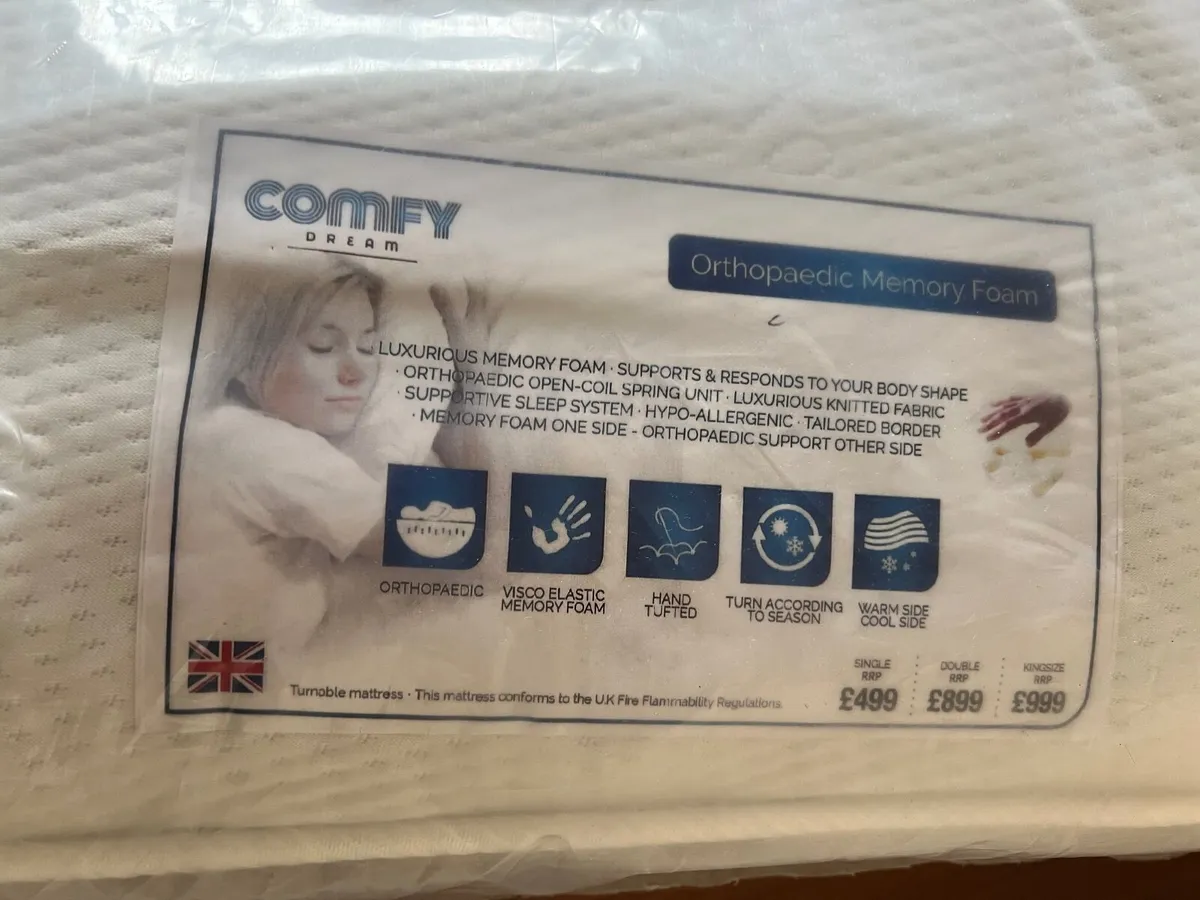 COMFY
DREAM
Orthopaedic Memory Foam
LUXURIOUS MEMORY FOAM · SUPPORTS & RESPONDS TO YOUR BODY SHAPE
· ORTHOPAEDIC OPEN-COIL SPRING UNIT · LUXURIOUS KNITTED FABRIC
· SUPPORTIVE SLEEP SYSTEM · HYPO-ALLERGENIC · TAILORED BORDER
· MEMORY FOAM ONE SIDE - ORTHOPAEDIC SUPPORT OTHER SIDE
ORTHOPAEDIC
VISCO ELASTIC
MEMORY FOAM
HAND
TUFTED
TURN ACCORDING
TO SEASON
WARM SIDE
COOL SIDE
Turnable mattress · This mattress conforms to the U.K Fire Flammability Regulations.
SINGLE
RRP
£499
DOUBLE
RRP
£899
KINGSIZE
RRP
£999